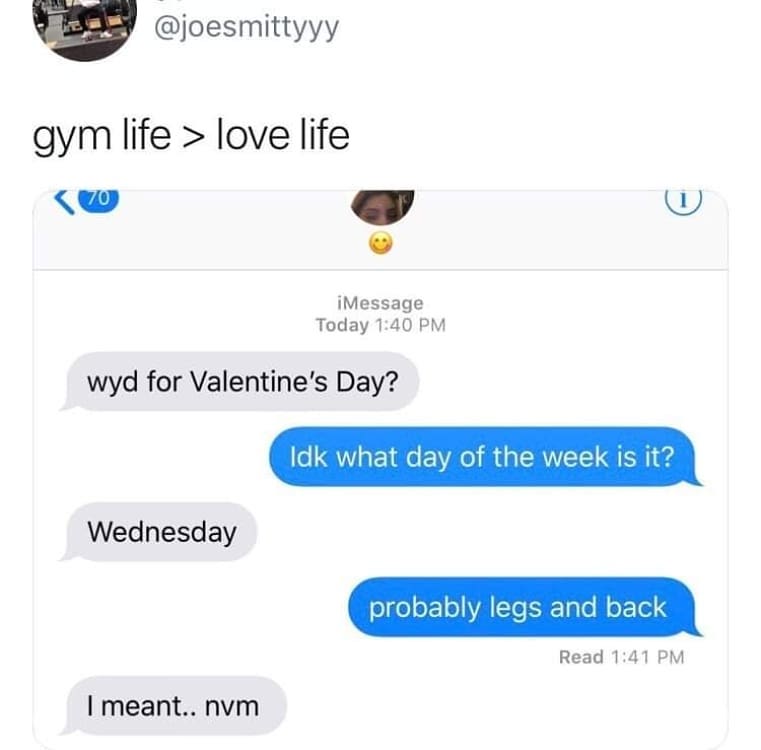 @joesmittyyy
gym life > love life
70
iMessage
Today 1:40 PM
wyd for Valentine's Day?
Idk what day of the week is it?
Wednesday
probably legs and back
Read 1:41 PM
I meant.. nvm